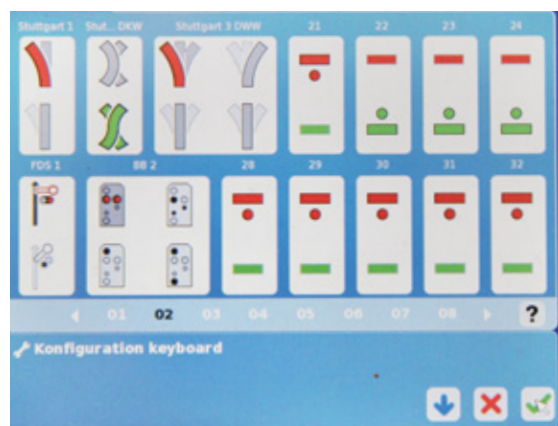 Stuttgart 1 Stut... DKW Stuttgart 3 DWW 21 22 23 24
FDS 1 BB 2 28 29 30 31 32
01 02 03 04 05 06 07 08 ?
Konfiguration keyboard